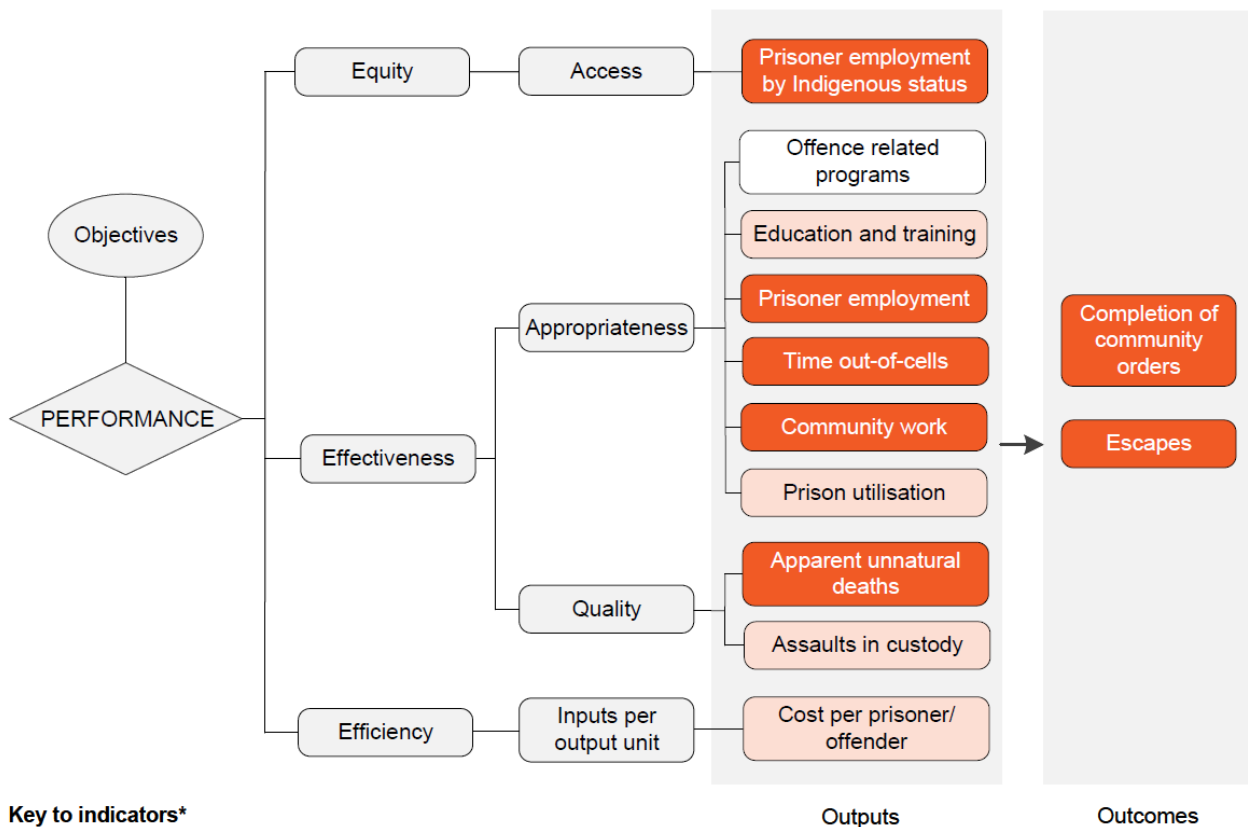 Objectives
PERFORMANCE
Equity
Access
Prisoner employment
by Indigenous status
Effectiveness
Appropriateness
Offence related
programs
Education and training
Prisoner employment
Time out-of-cells
Community work
Prison utilisation
Quality
Apparent unnatural
deaths
Assaults in custody
Efficiency
Inputs per
output unit
Cost per prisoner/
offender
Completion of
community
orders
Escapes
Key to indicators*
Outputs
Outcomes